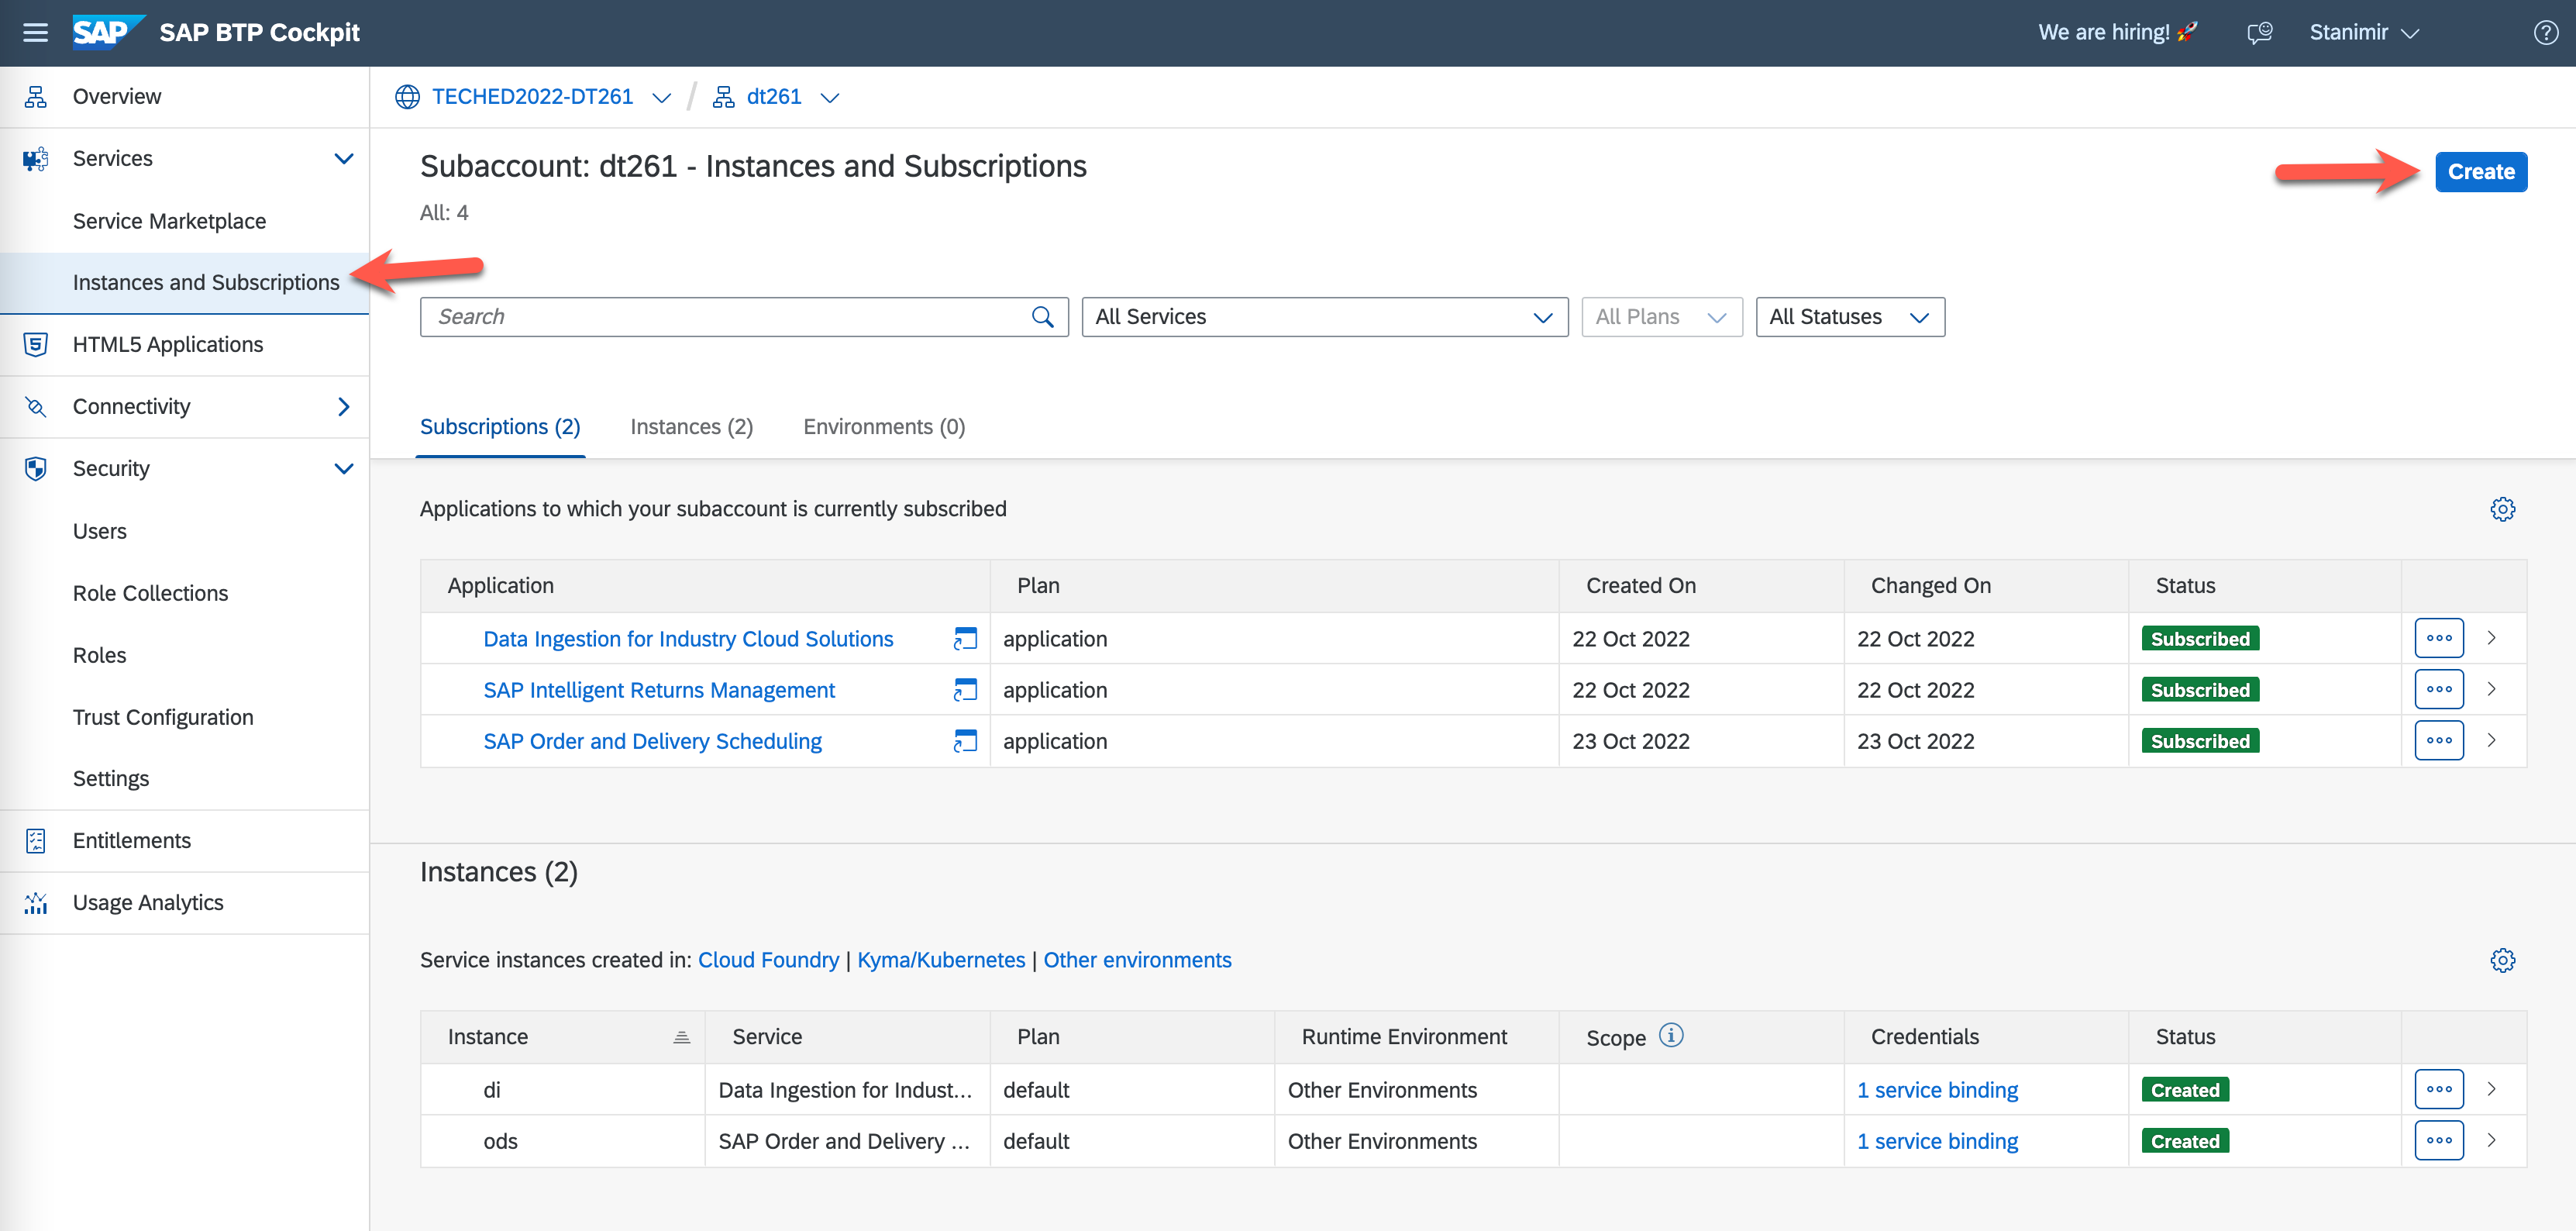 SAP SAP BTP Cockpit
We are hiring! 🚀
Stanimir
Overview
Services
Service Marketplace
Instances and Subscriptions
HTML5 Applications
Connectivity
Security
Users
Role Collections
Roles
Trust Configuration
Settings
Entitlements
Usage Analytics
TECHED2022-DT261 / dt261
Subaccount: dt261 - Instances and Subscriptions
Create
All: 4
Search
All Services
All Plans
All Statuses
Subscriptions (2) Instances (2) Environments (0)
Applications to which your subaccount is currently subscribed
Application Plan Created On Changed On Status
Data Ingestion for Industry Cloud Solutions application 22 Oct 2022 22 Oct 2022 Subscribed
SAP Intelligent Returns Management application 22 Oct 2022 22 Oct 2022 Subscribed
SAP Order and Delivery Scheduling application 23 Oct 2022 23 Oct 2022 Subscribed
Instances (2)
Service instances created in: Cloud Foundry | Kyma/Kubernetes | Other environments
Instance Service Plan Runtime Environment Scope Credentials Status
di Data Ingestion for Indust... default Other Environments 1 service binding Created
ods SAP Order and Delivery ... default Other Environments 1 service binding Created